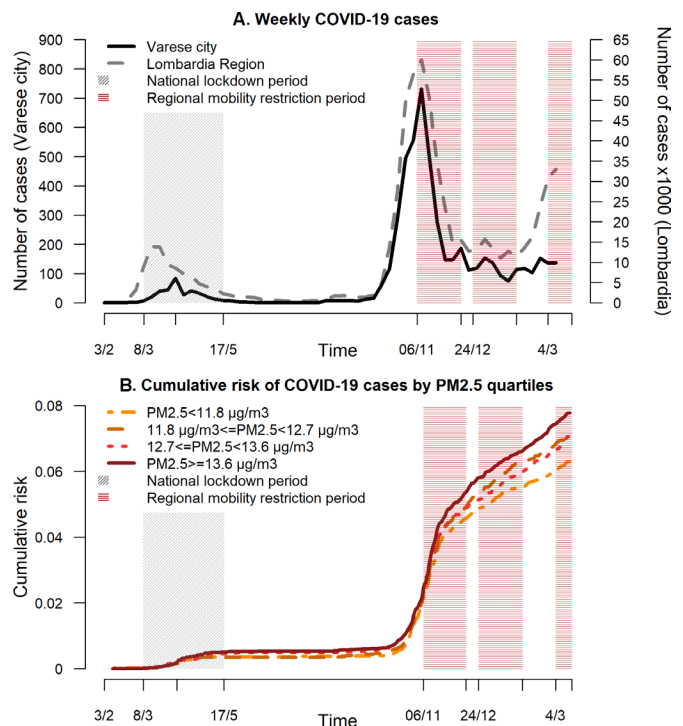 A. Weekly COVID-19 cases
Number of cases (Varese city)
900
800
700
600
500
400
300
200
100
0
Varese city
Lombardia Region
National lockdown period
Regional mobility restriction period
65
60
55
50
45
40
35
30
25
20
15
10
5
0
Number of cases x1000 (Lombardia)
3/2 8/3 17/5 Time 06/11 24/12 4/3
B. Cumulative risk of COVID-19 cases by PM2.5 quartiles
Cumulative risk
0.08
0.06
0.04
0.02
0
PM2.5<11.8 µg/m3
11.8 µg/m3<=PM2.5<12.7 µg/m3
12.7<=PM2.5<13.6 µg/m3
PM2.5>=13.6 µg/m3
National lockdown period
Regional mobility restriction period
3/2 8/3 17/5 Time 06/11 24/12 4/3